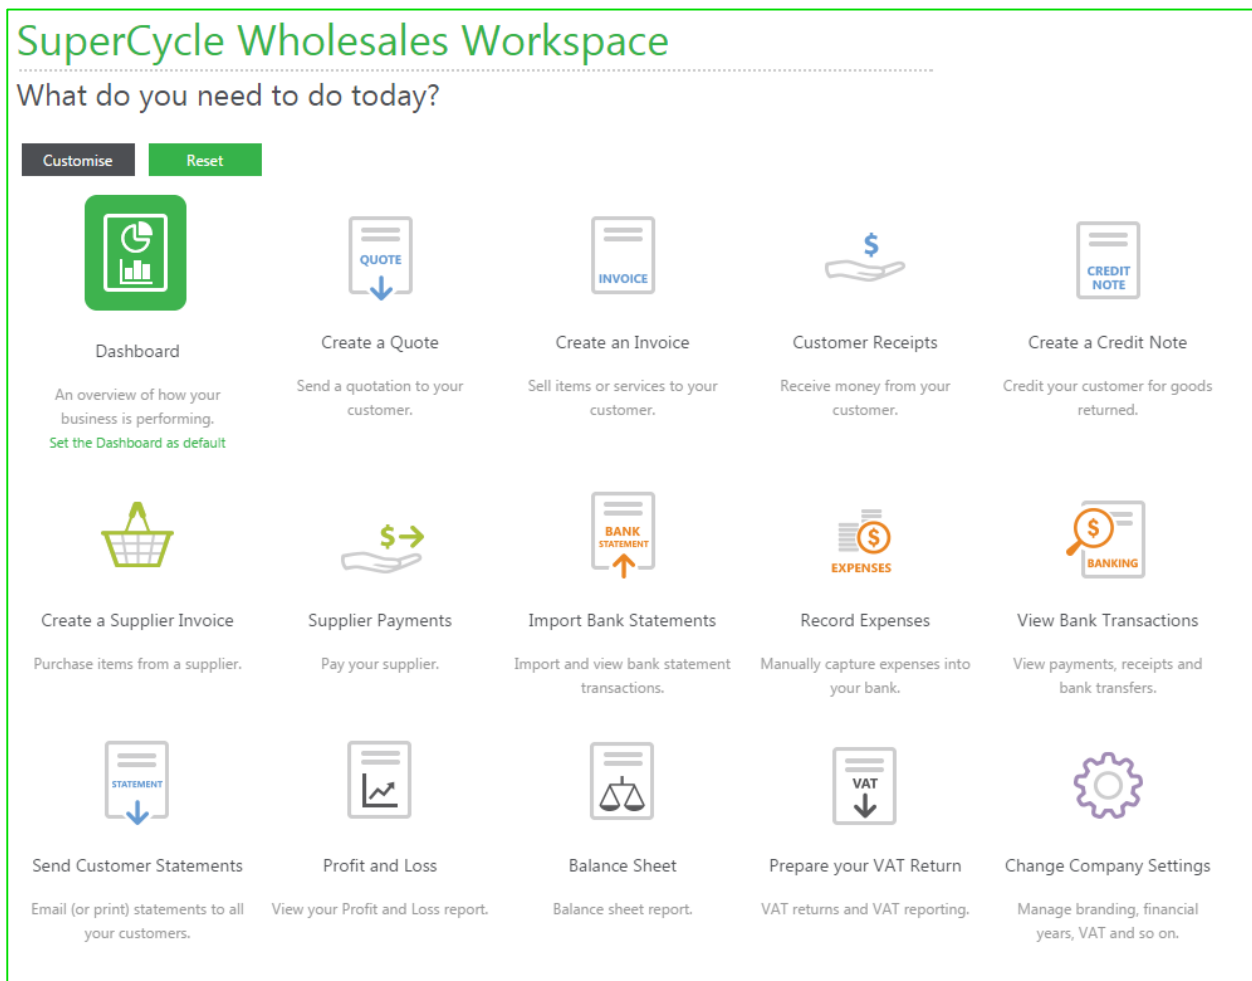 SuperCycle Wholesales Workspace
What do you need to do today?
Customise
Reset
Dashboard
An overview of how your
business is performing.
Set the Dashboard as default
QUOTE
Create a Quote
Send a quotation to your
customer.
INVOICE
Create an Invoice
Sell items or services to your
customer.
$
Customer Receipts
Receive money from your
customer.
CREDIT
NOTE
Create a Credit Note
Credit your customer for goods
returned.
Create a Supplier Invoice
Purchase items from a supplier.
$
Supplier Payments
Pay your supplier.
BANK
STATEMENT
Import Bank Statements
Import and view bank statement
transactions.
$
EXPENSES
Record Expenses
Manually capture expenses into
your bank.
$
BANKING
View Bank Transactions
View payments, receipts and
bank transfers.
STATEMENT
Send Customer Statements
Email (or print) statements to all
your customers.
Profit and Loss
View your Profit and Loss report.
Balance Sheet
Balance sheet report.
VAT
Prepare your VAT Return
VAT returns and VAT reporting.
Change Company Settings
Manage branding, financial
years, VAT and so on.